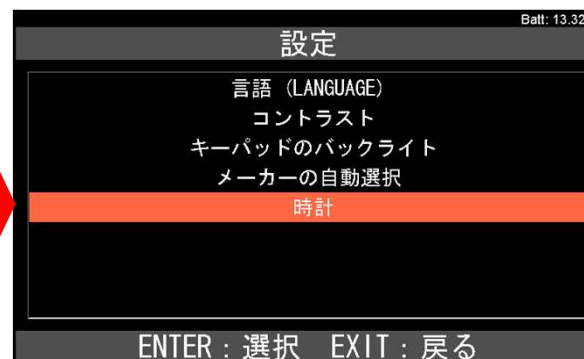 Batt: 13.32
設定
言語 (LANGUAGE)
コントラスト
キーパッドのバックライト
メーカーの自動選択
時計
ENTER：選択　EXIT：戻る